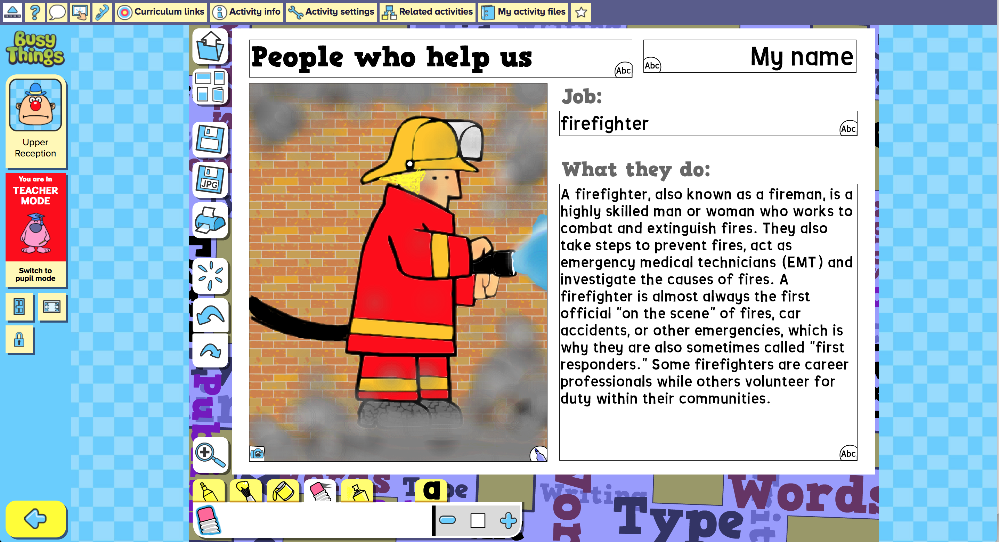 Curriculum links
Activity info
Activity settings
Related activities
My activity files
Busy
Things
Upper
Reception
You are in
TEACHER
MODE
Switch to
pupil mode
JPG
People who help us
Abc
Abc
My name
Job:
firefighter
Abc
What they do:
A firefighter, also known as a fireman, is a
highly skilled man or woman who works to
combat and extinguish fires. They also
take steps to prevent fires, act as
emergency medical technicians (EMT) and
investigate the causes of fires. A
firefighter is almost always the first
official "on the scene" of fires, car
accidents, or other emergencies, which is
why they are also sometimes called "first
responders." Some firefighters are career
professionals while others volunteer for
duty within their communities.
Abc
a
Writing
Type
Words